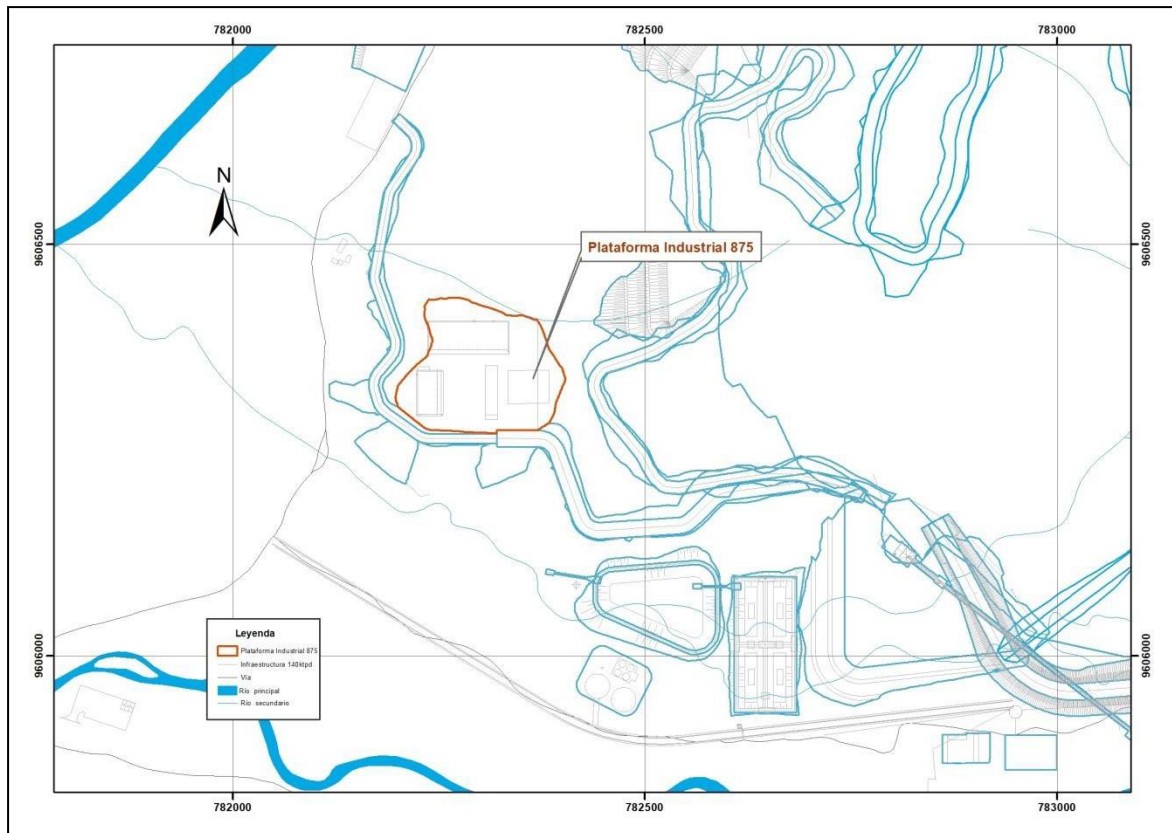 782000
782500
783000
N
9606500
9606500
Plataforma Industrial 875
9606000
9606000
Leyenda
Plataforma Industrial 875
Infraestructura 140ktpd
Vía
Río principal
Río secundario
782000
782500
783000